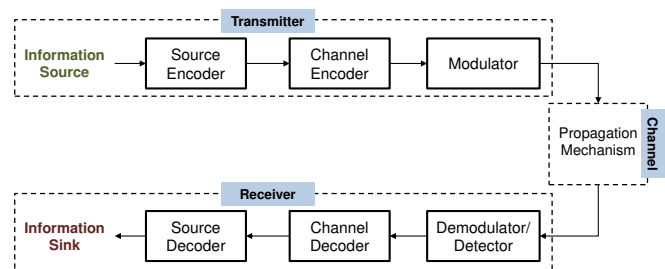 Transmitter
Information
Source
Source
Encoder
Channel
Encoder
Modulator
Propagation
Mechanism
Channel
Receiver
Information
Sink
Source
Decoder
Channel
Decoder
Demodulator/
Detector